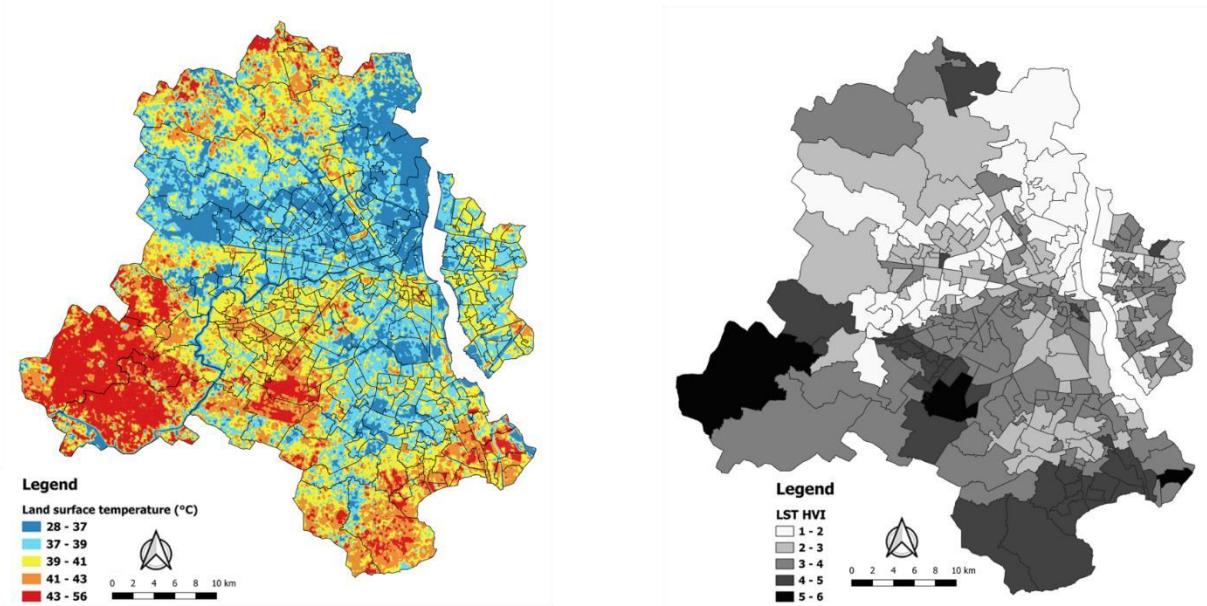 Legend
Land surface temperature (°C)
28 - 37
37 - 39
39 - 41
41 - 43
43 - 56
0 2 4 6 8 10 km
Legend
LST HVI
1 - 2
2 - 3
3 - 4
4 - 5
5 - 6
0 2 4 6 8 10 km